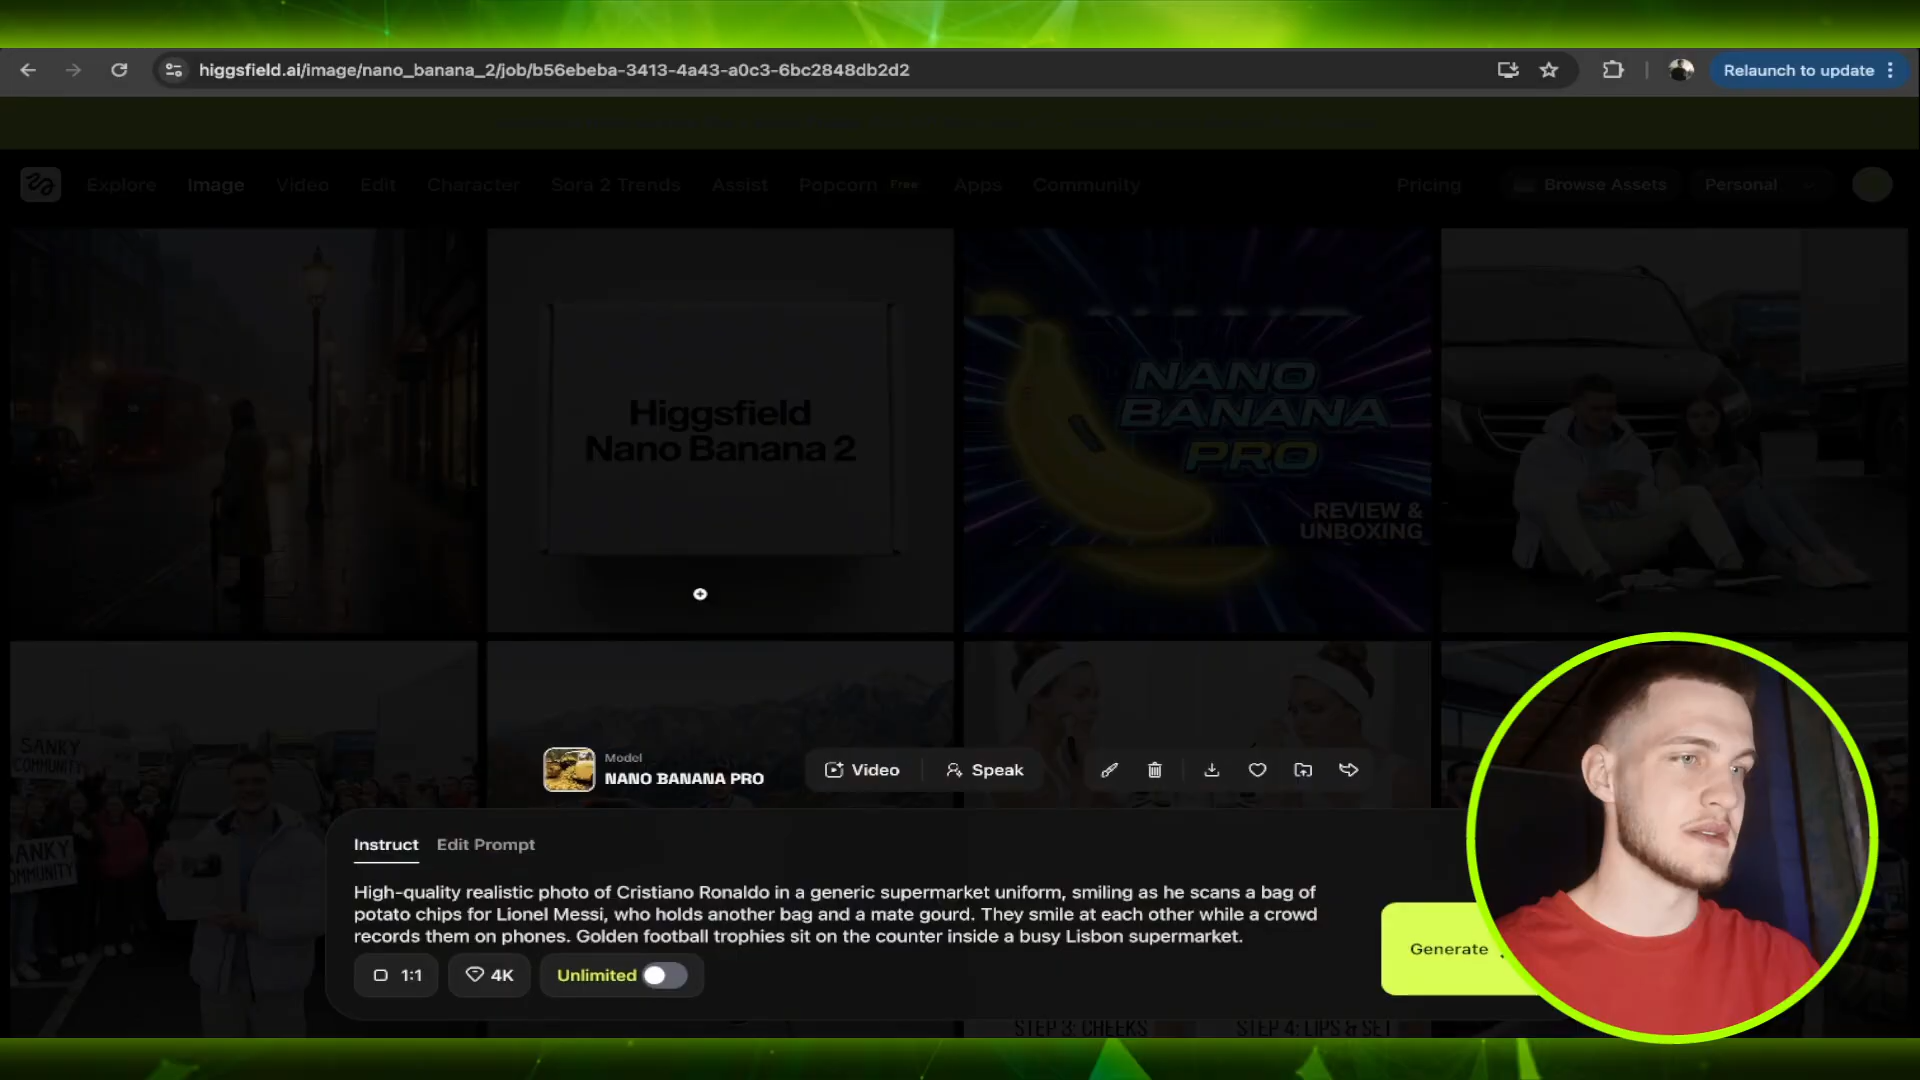 higgsfield.ai/image/nano_banana_2/job/b56ebeba-3413-4a43-a0c3-6bc2848db2d2
Relaunch to update
Explore
Image
Video
Edit
Character
Sora 2 Trends
Assist
Popcorn Free
Apps
Community
Pricing
Browse Assets
Personal
Higgsfield
Nano Banana 2
NANO
BANANA
PRO
REVIEW &
UNBOXING
SANKY
COMMUNITY
SANKY
COMMUNITY
Model
NANO BANANA PRO
Video
Speak
Instruct
Edit Prompt
High-quality realistic photo of Cristiano Ronaldo in a generic supermarket uniform, smiling as he scans a bag of
potato chips for Lionel Messi, who holds another bag and a mate gourd. They smile at each other while a crowd
records them on phones. Golden football trophies sit on the counter inside a busy Lisbon supermarket.
1:1
4K
Unlimited
Generate
STEP 3: CHEEKS
STEP 4: LIPS & SET